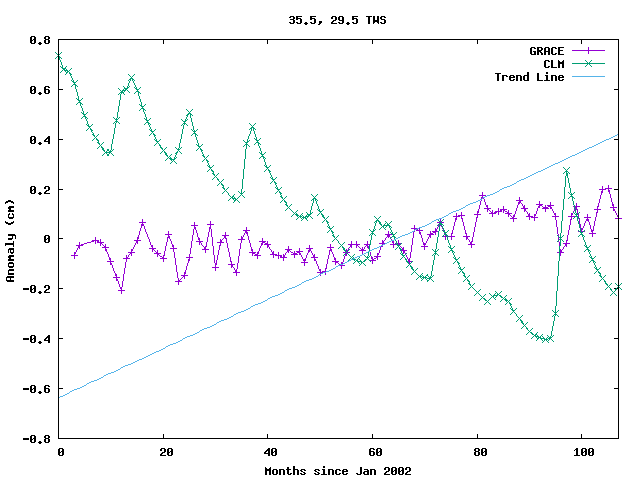 35.5, 29.5 TWS
GRACE
CLM
Trend Line
Anomaly (cm)
0.8
0.6
0.4
0.2
0
-0.2
-0.4
-0.6
-0.8
0 20 40 60 80 100
Months since Jan 2002